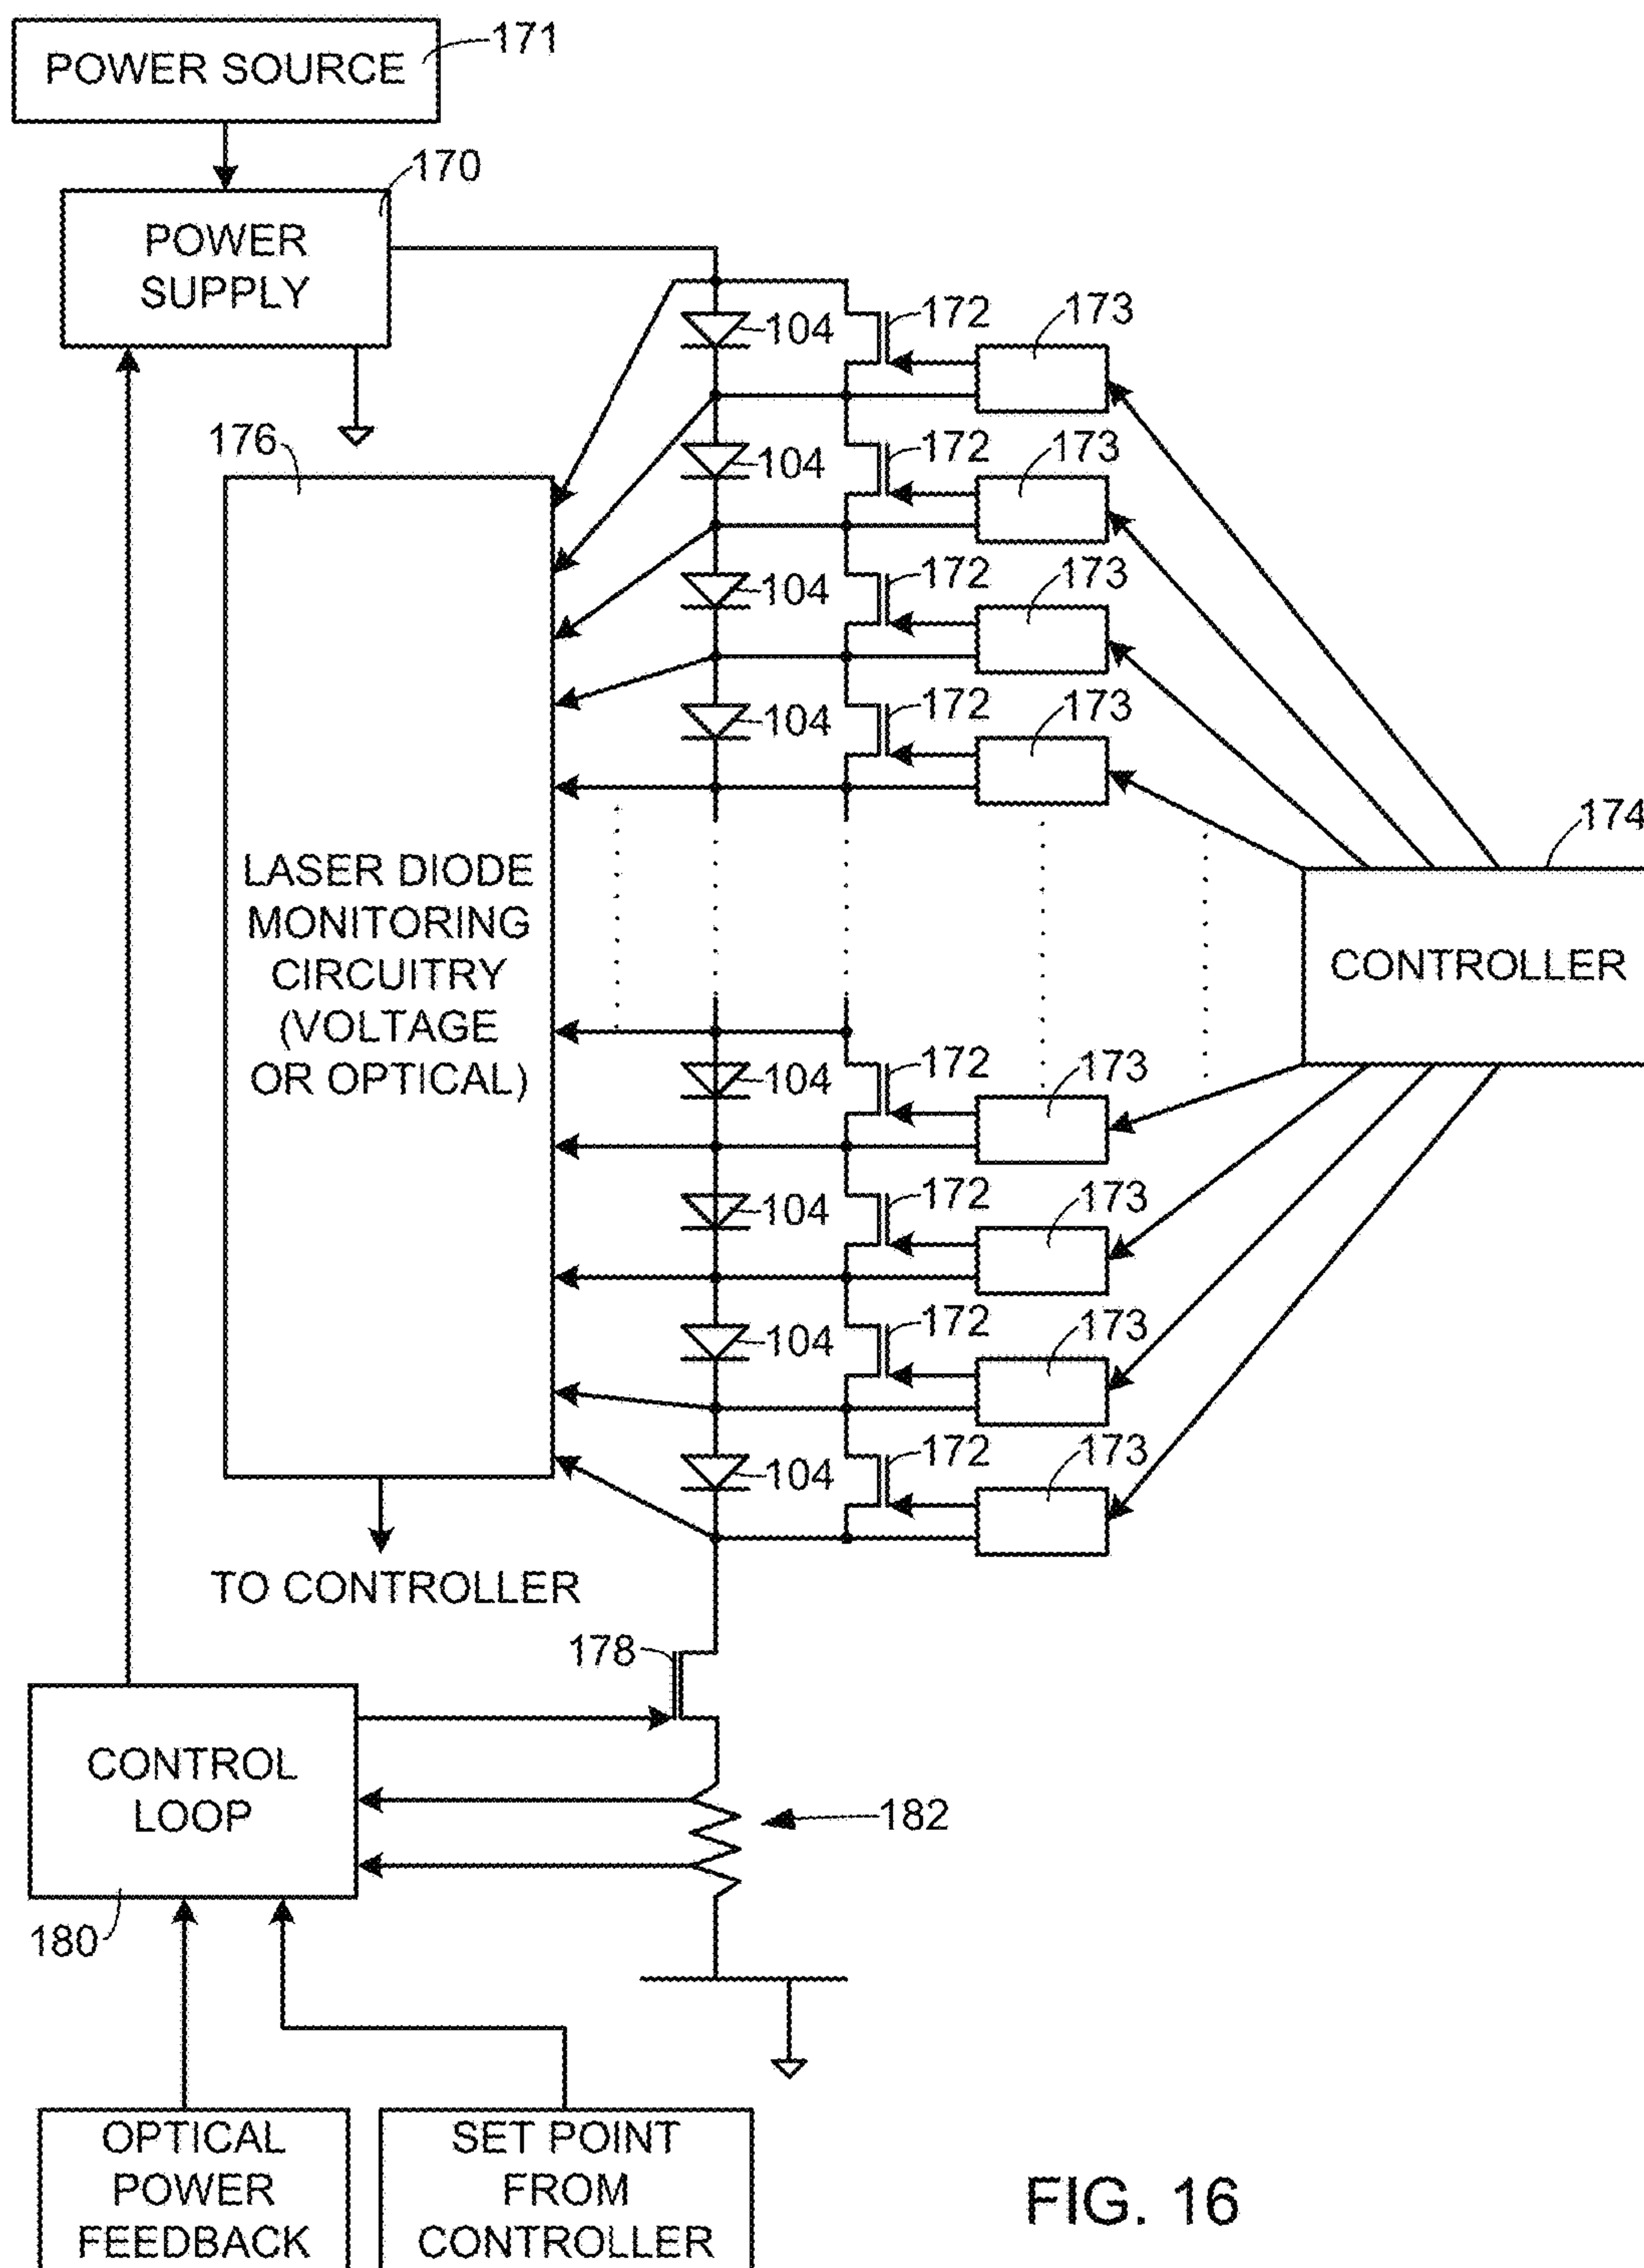 POWER SOURCE
171
170
POWER
SUPPLY
104
172
173
176
104
172
173
104
172
173
104
172
173
174
LASER DIODE
MONITORING
CIRCUITRY
(VOLTAGE
OR OPTICAL)
CONTROLLER
104
172
173
104
172
173
104
172
173
104
172
173
TO CONTROLLER
178
CONTROL
LOOP
182
180
OPTICAL
POWER
FEEDBACK
SET POINT
FROM
CONTROLLER
FIG. 16